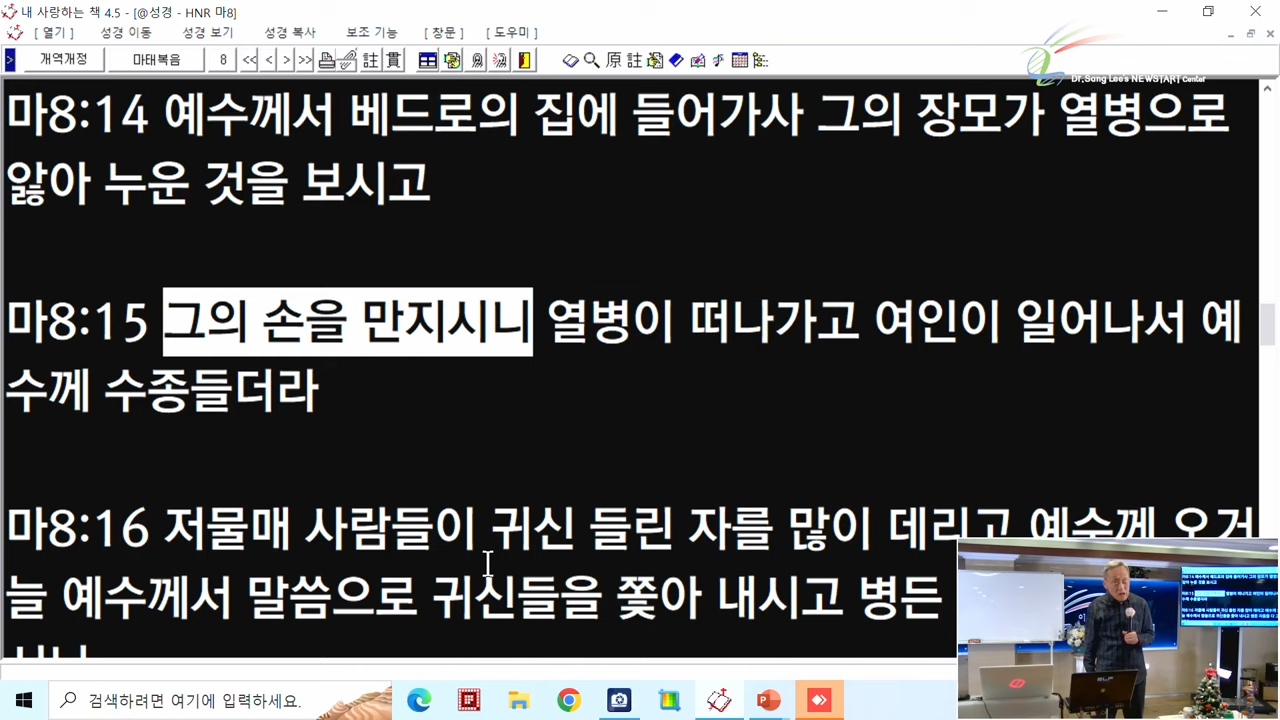 내 사랑하는 책 4.5 - [@성경 - HNR 마8]
[ 열기 ] 성경 이동 성경 보기 성경 복사 보조 기능 [ 창문 ] [ 도우미 ]
> 개역개정 마태복음 8 << < > >> 註 貫 原 註
Dr.Sang Lee's NEWSTART Center
마8:14 예수께서 베드로의 집에 들어가사 그의 장모가 열병으로
앓아 누운 것을 보시고
마8:15 그의 손을 만지시니 열병이 떠나가고 여인이 일어나서 예
수께 수종들더라
마8:16 저물매 사람들이 귀신 들린 자를 많이 데리고 예수께 오거
늘 예수께서 말씀으로 귀신들을 쫓아 내시고 병든
검색하려면 여기에 입력하세요.